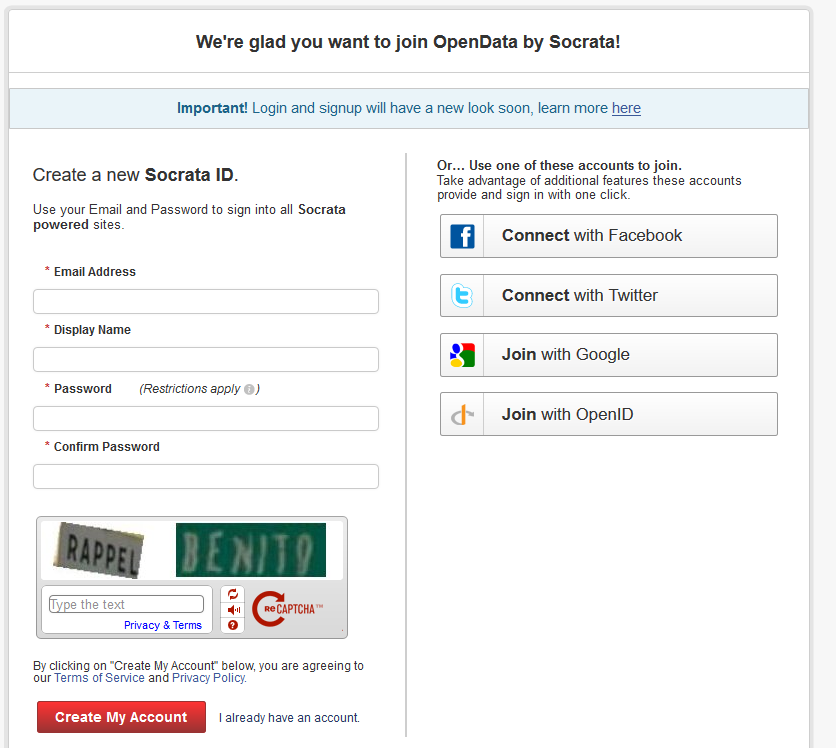 We're glad you want to join OpenData by Socrata!
Important! Login and signup will have a new look soon, learn more here
Create a new Socrata ID.
Use your Email and Password to sign into all Socrata
powered sites.
* Email Address
* Display Name
* Password (Restrictions apply i)
* Confirm Password
RAPPEL BENITO
Type the text
Privacy & Terms
?
reCAPTCHA™
By clicking on "Create My Account" below, you are agreeing to
our Terms of Service and Privacy Policy.
Create My Account I already have an account.
Or… Use one of these accounts to join.
Take advantage of additional features these accounts
provide and sign in with one click.
f Connect with Facebook
t Connect with Twitter
g Join with Google
Join with OpenID